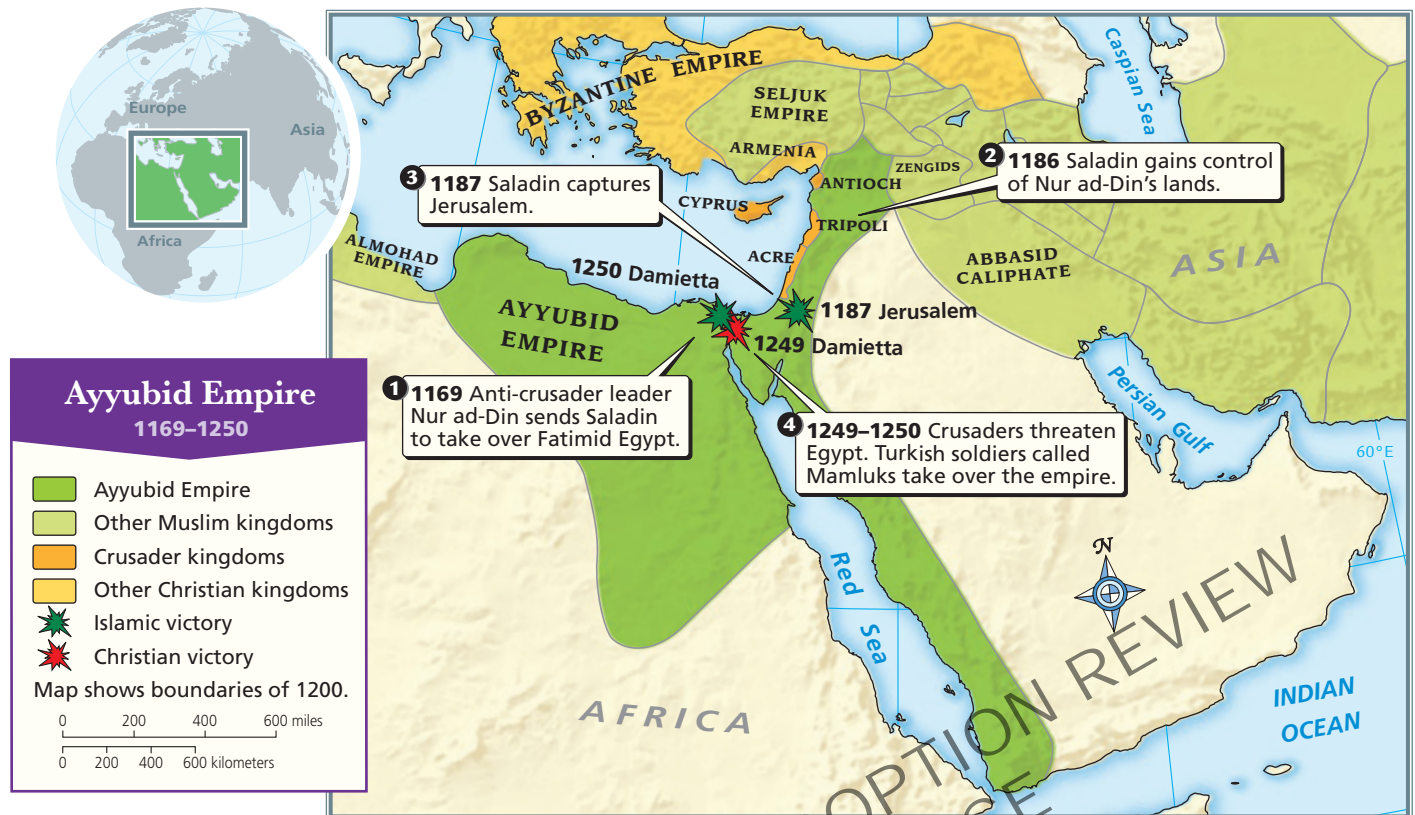 Europe
Asia
Africa
Ayyubid Empire
1169–1250
Ayyubid Empire
Other Muslim kingdoms
Crusader kingdoms
Other Christian kingdoms
Islamic victory
Christian victory
Map shows boundaries of 1200.
0 200 400 600 miles
0 200 400 600 kilometers
BYZANTINE EMPIRE
SELJUK
EMPIRE
ARMENIA
Caspian Sea
ZENGIDS
ANTIOCH
CYPRUS
TRIPOLI
ACRE
ALMOHAD
EMPIRE
ABBASID
CALIPHATE
ASIA
AYYUBID
EMPIRE
1250 Damietta
1187 Jerusalem
1249 Damietta
1 1169 Anti-crusader leader
Nur ad-Din sends Saladin
to take over Fatimid Egypt.
2 1186 Saladin gains control
of Nur ad-Din’s lands.
3 1187 Saladin captures
Jerusalem.
4 1249–1250 Crusaders threaten
Egypt. Turkish soldiers called
Mamluks take over the empire.
Persian Gulf
60°E
N
Red
Sea
AFRICA
INDIAN
OCEAN
OPTION REVIEW